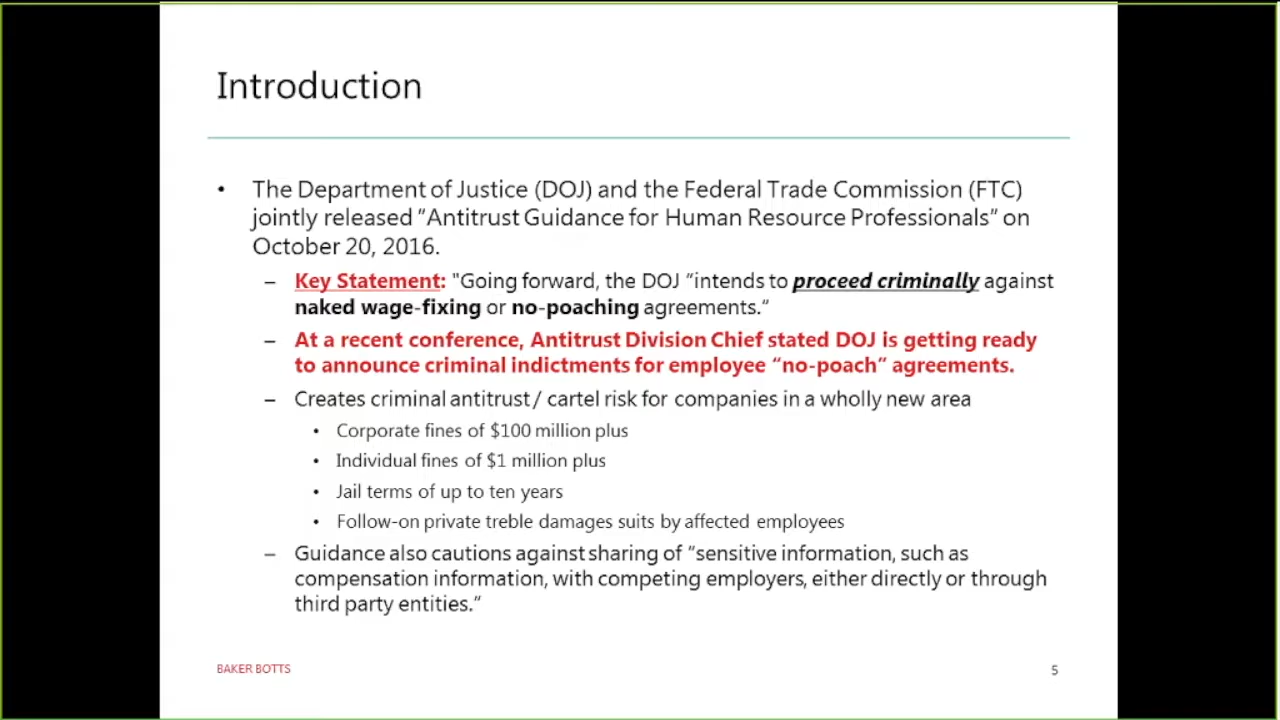 Introduction
• The Department of Justice (DOJ) and the Federal Trade Commission (FTC)
jointly released “Antitrust Guidance for Human Resource Professionals” on
October 20, 2016.
– Key Statement: "Going forward, the DOJ “intends to proceed criminally against
naked wage-fixing or no-poaching agreements.”
– At a recent conference, Antitrust Division Chief stated DOJ is getting ready
to announce criminal indictments for employee “no-poach” agreements.
– Creates criminal antitrust / cartel risk for companies in a wholly new area
• Corporate fines of $100 million plus
• Individual fines of $1 million plus
• Jail terms of up to ten years
• Follow-on private treble damages suits by affected employees
– Guidance also cautions against sharing of “sensitive information, such as
compensation information, with competing employers, either directly or through
third party entities.”
BAKER BOTTS
5